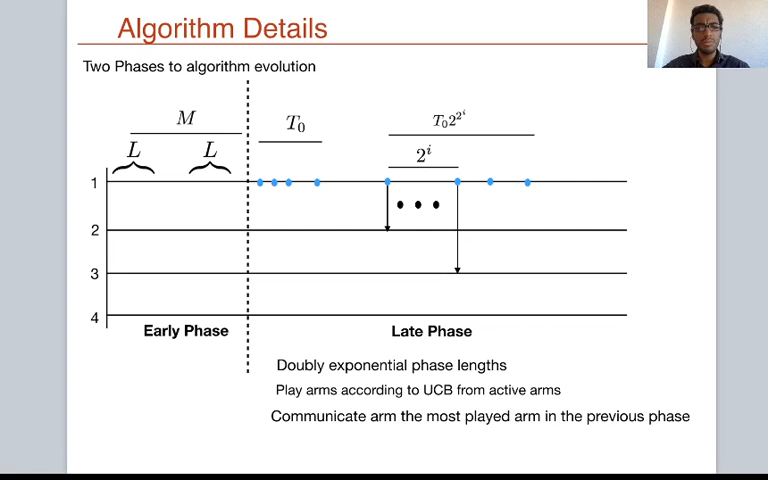 Algorithm Details
Two Phases to algorithm evolution
M
T₀
T₀2^{2^i}
L
L
2^i
1
2
3
4
Early Phase
Late Phase
Doubly exponential phase lengths
Play arms according to UCB from active arms
Communicate arm the most played arm in the previous phase